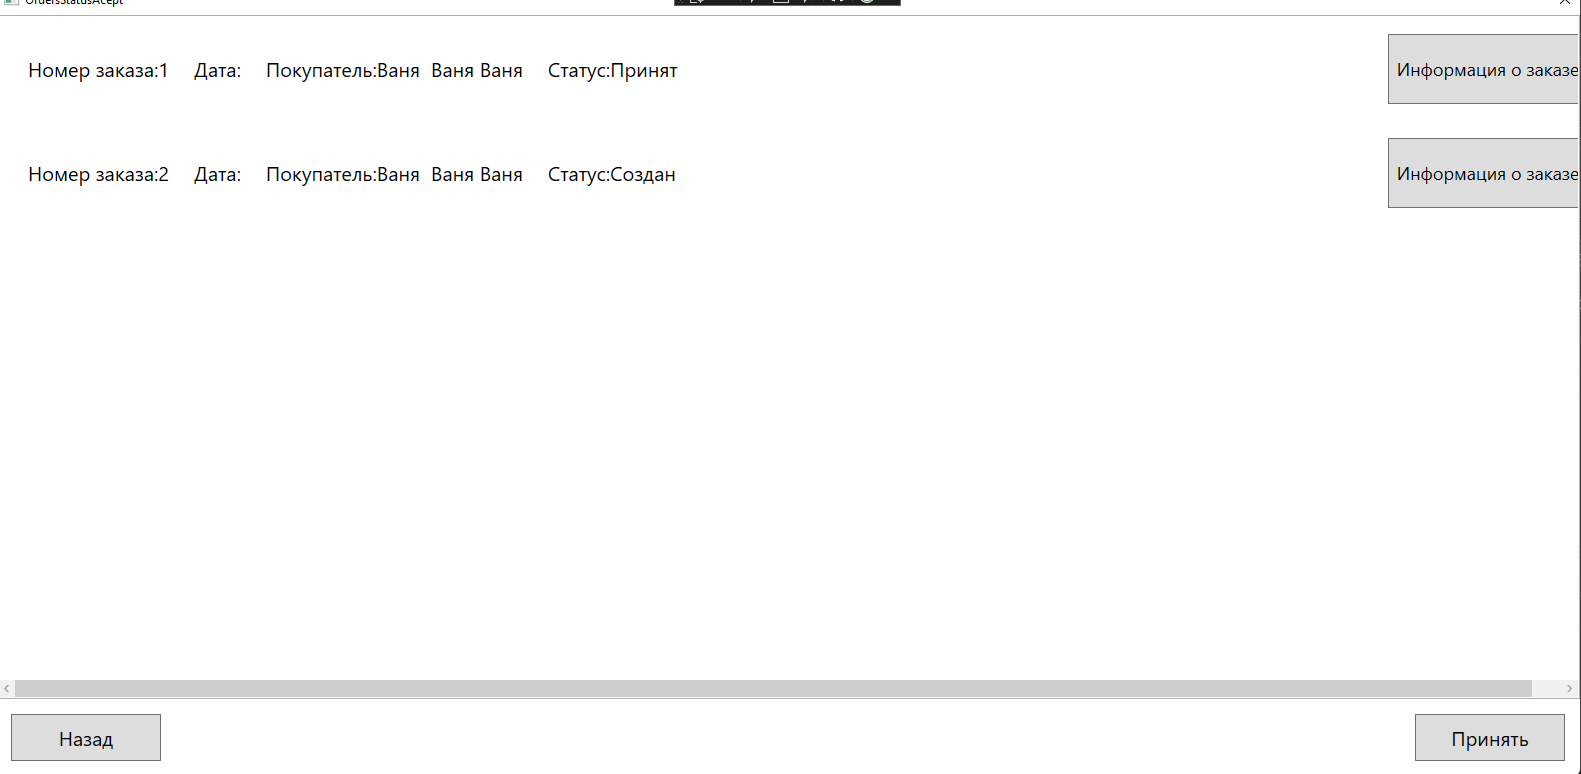 OrdersStatusAcept
Номер заказа:1 Дата: Покупатель:Ваня Ваня Ваня Статус:Принят Информация о заказе
Номер заказа:2 Дата: Покупатель:Ваня Ваня Ваня Статус:Создан Информация о заказе
Назад Принять